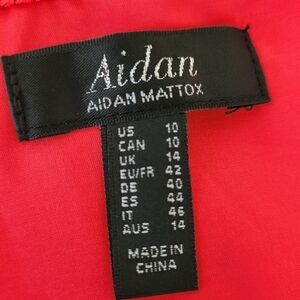 Aidan
AIDAN MATTOX
US 10
CAN 10
UK 14
EU/FR 42
DE 40
ES 44
IT 46
AUS 14
MADE IN
CHINA